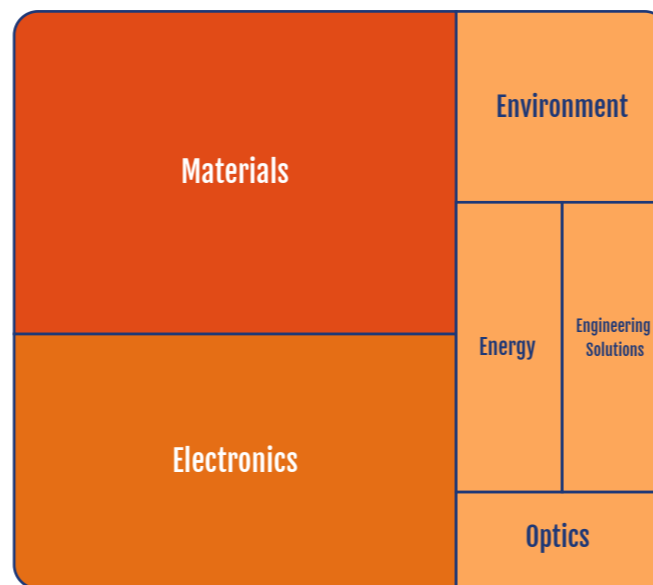 Materials
Environment
Energy
Engineering
Solutions
Electronics
Optics